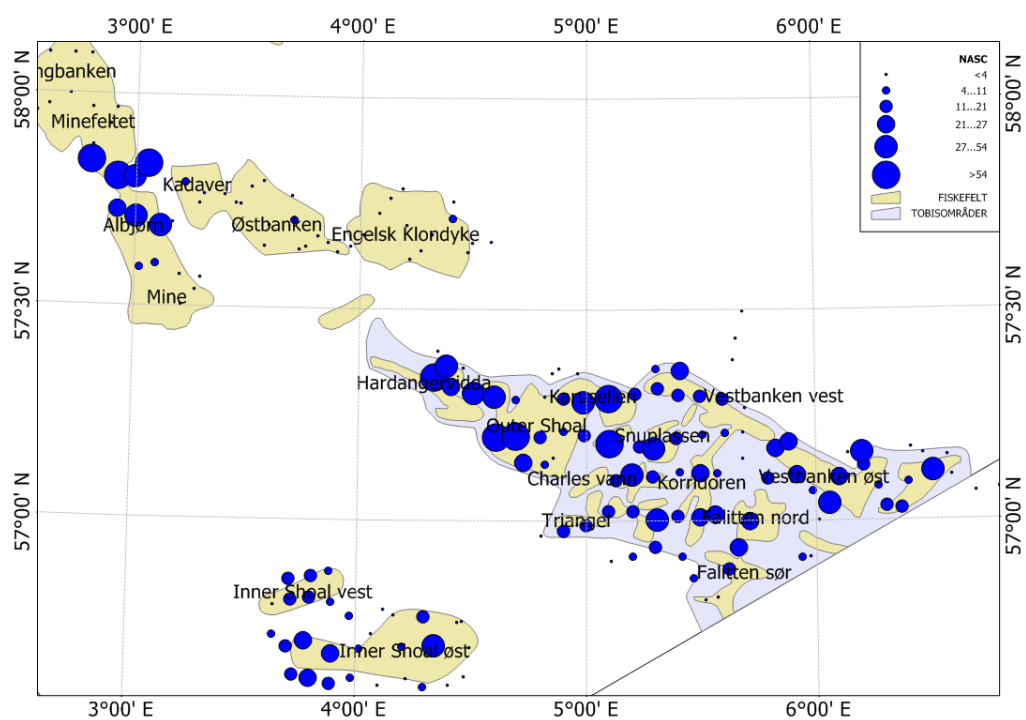 3°00' E 4°00' E 5°00' E 6°00' E
58°00' N
57°30' N
57°00' N
NASC
<4
4...11
11...21
21...27
27...54
>54
FISKEFELT
TOBISOMRÅDER
ngbanken
Minefeltet
Kadaver
Albjørn
Østbanken
Engelsk Klondyke
Mine
Hardangervidda
Korusellen
Vestbanken vest
Outer Shoal
Snuplassen
Charles vann
Korridoren
Vestbanken øst
Triangel
Falitten nord
Falitten sør
Inner Shoal vest
Inner Shoal øst
58°00' N
57°30' N
57°00' N
3°00' E 4°00' E 5°00' E 6°00' E